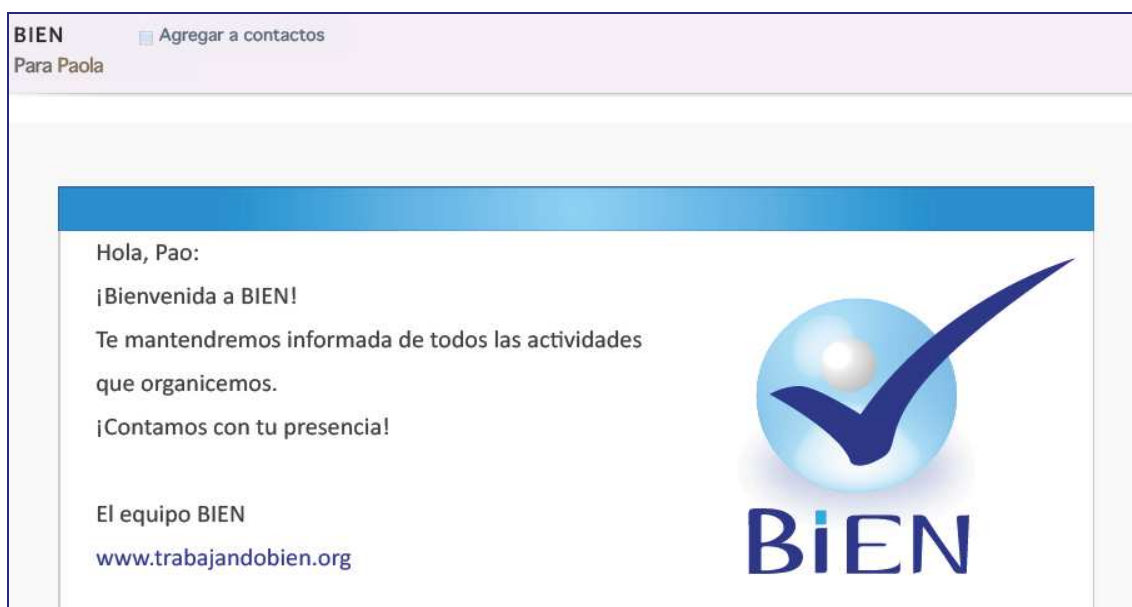 BIEN Agregar a contactos
Para Paola
Hola, Pao:
¡Bienvenida a BIEN!
Te mantendremos informada de todos las actividades
que organicemos.
¡Contamos con tu presencia!
El equipo BIEN
www.trabajandobien.org
BiEN